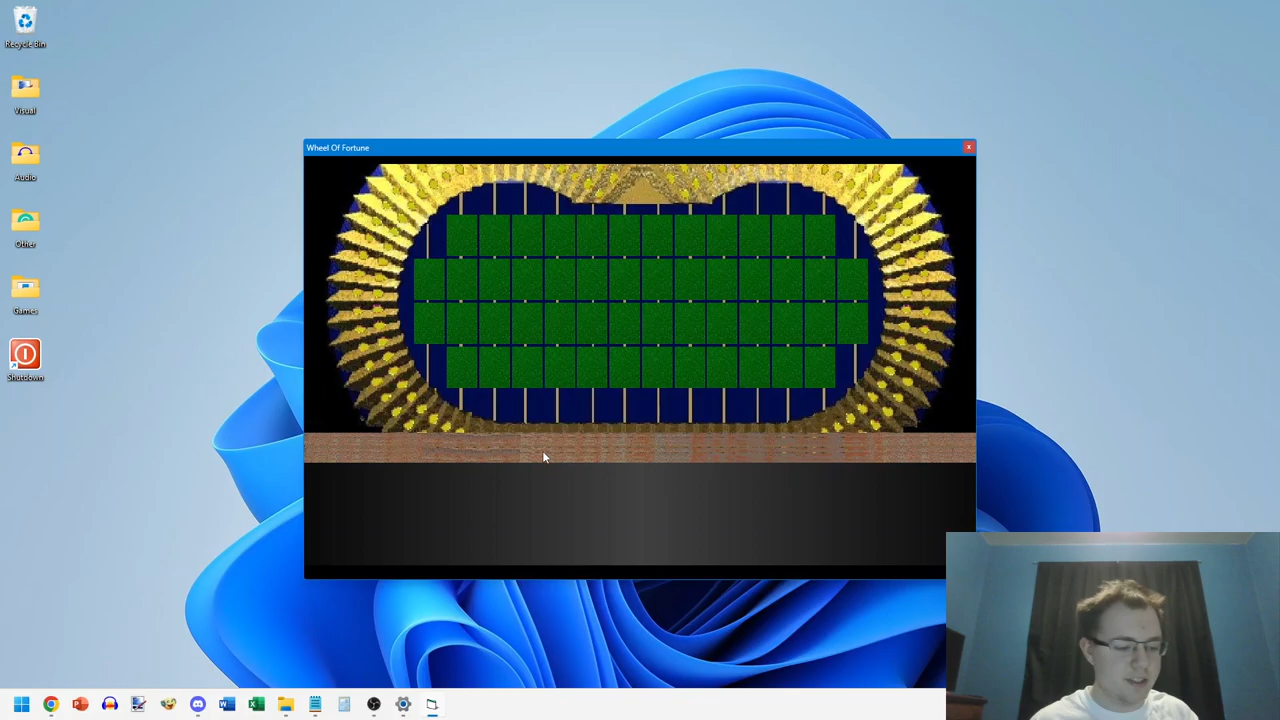 Recycle Bin
Wheel Of Fortune
x
Visual
Audio
Other
Games
Shutdown